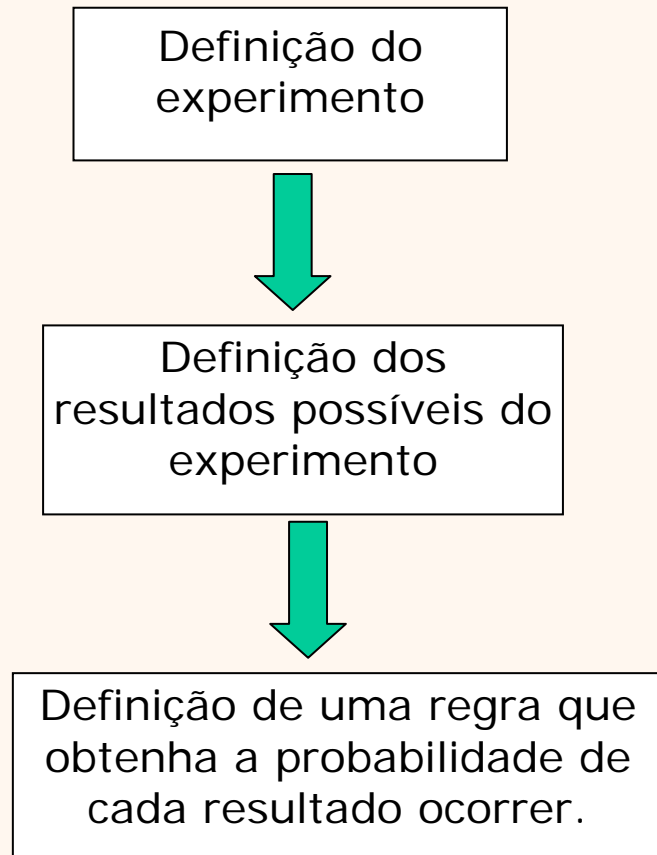 Definição do
experimento
Definição dos
resultados possíveis do
experimento
Definição de uma regra que
obtenha a probabilidade de
cada resultado ocorrer.